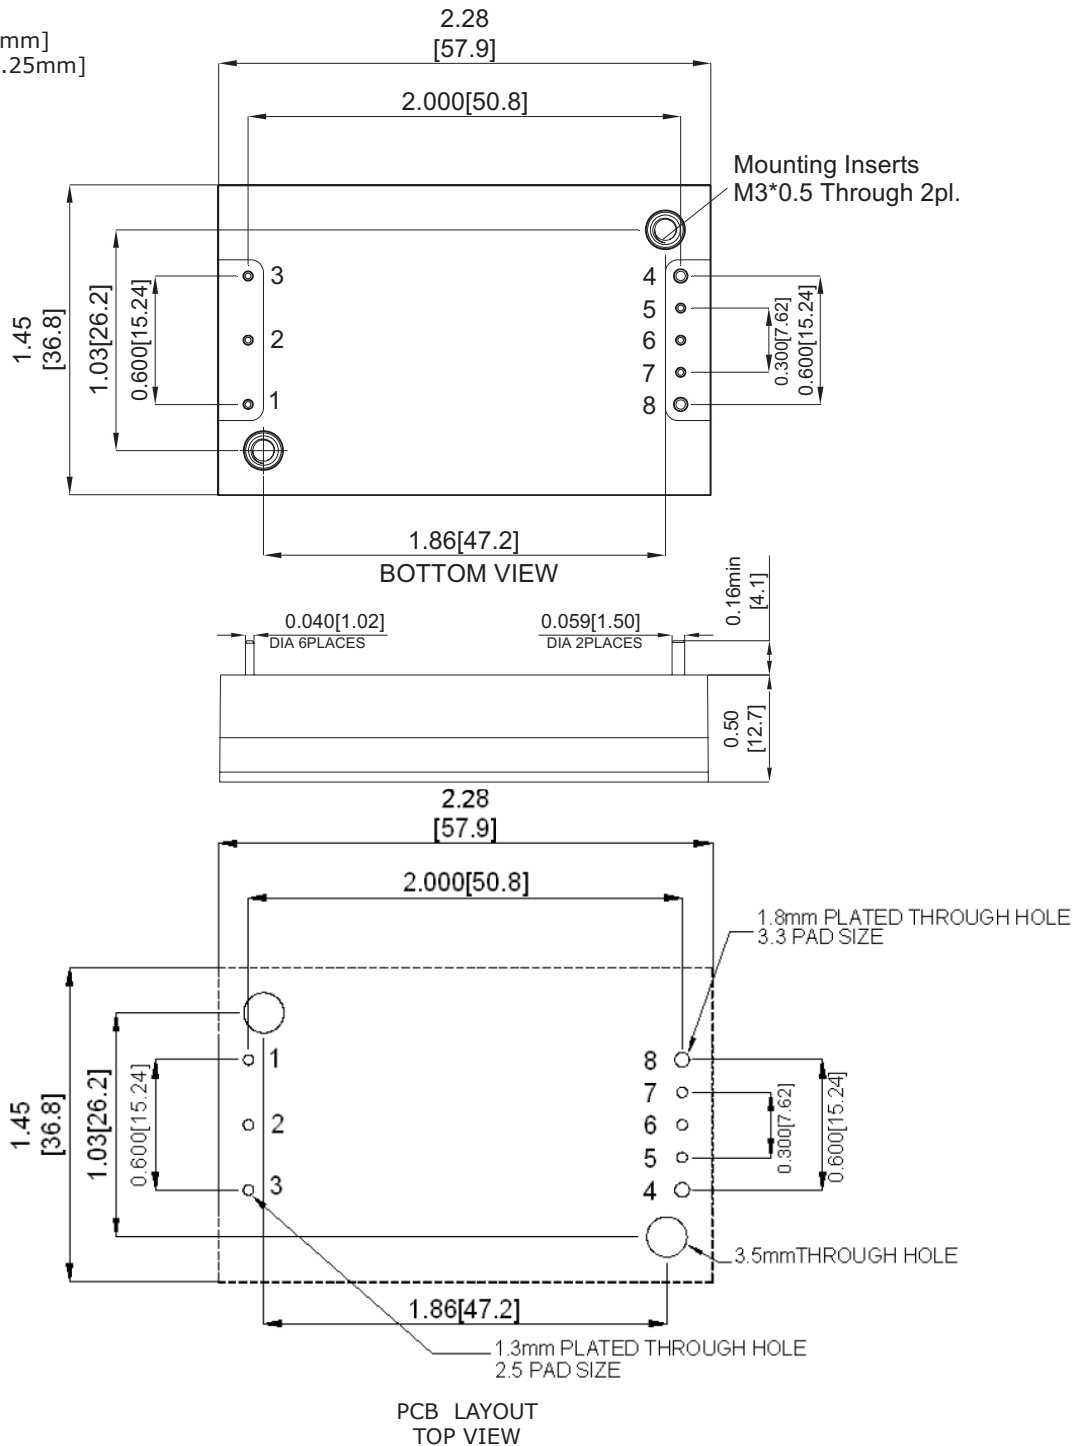 mm]
.25mm]
2.28
[57.9]
2.000[50.8]
Mounting Inserts
M3*0.5 Through 2pl.
1.45
[36.8]
1.03[26.2]
0.600[15.24]
3
2
1
4
5
6
7
8
0.300[7.62]
0.600[15.24]
1.86[47.2]
BOTTOM VIEW
0.040[1.02]
DIA 6PLACES
0.059[1.50]
DIA 2PLACES
0.16min
[4.1]
0.50
[12.7]
2.28
[57.9]
2.000[50.8]
1.8mm PLATED THROUGH HOLE
3.3 PAD SIZE
1.45
[36.8]
1.03[26.2]
0.600[15.24]
1
2
3
8
7
6
5
4
0.300[7.62]
0.600[15.24]
3.5mmTHROUGH HOLE
1.86[47.2]
1.3mm PLATED THROUGH HOLE
2.5 PAD SIZE
PCB LAYOUT
TOP VIEW